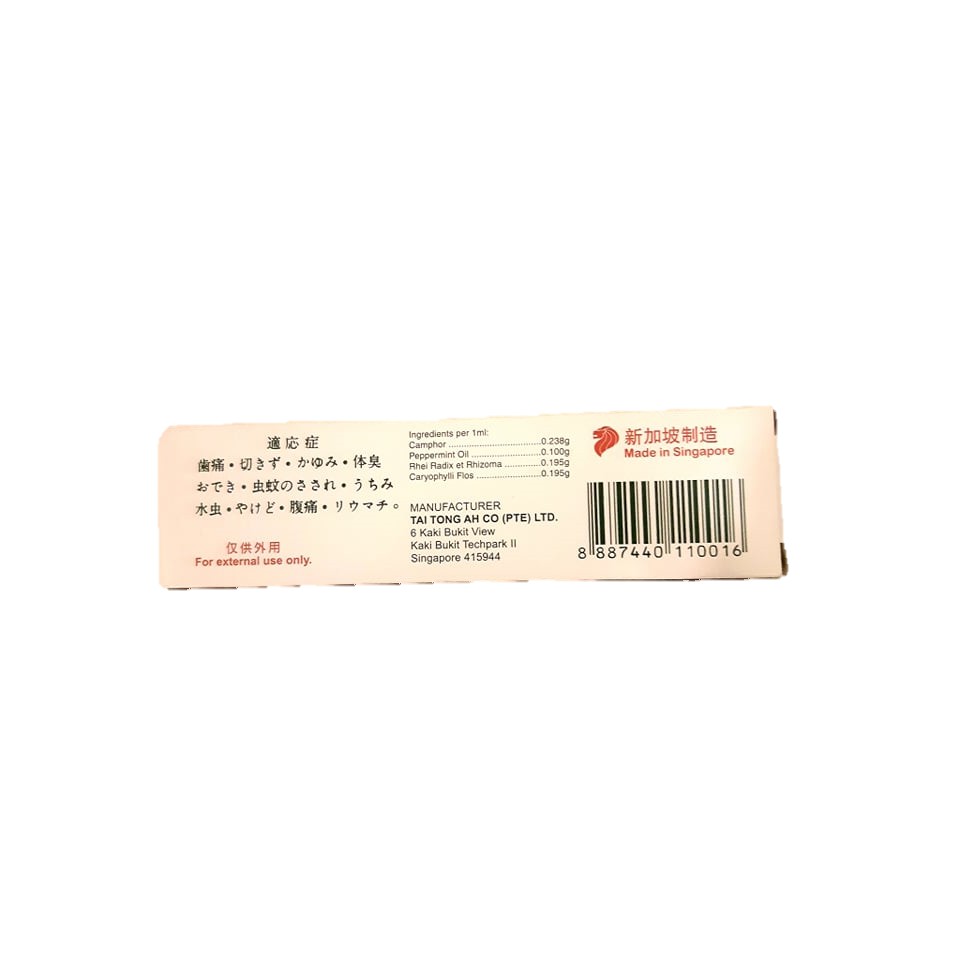 適応症
歯痛・切きず・かゆみ・体臭
おでき・虫蚊のさされ・うちみ
水虫・やけど・腹痛・リウマチ。
仅供外用
For external use only.
Ingredients per 1ml:
Camphor ..................................0.238g
Peppermint Oil ..........................0.100g
Rhei Radix et Rhizoma .............0.195g
Caryophylli Flos ........................0.195g
MANUFACTURER
TAI TONG AH CO (PTE) LTD.
6 Kaki Bukit View
Kaki Bukit Techpark II
Singapore 415944
新加坡制造
Made in Singapore
8 887440 110016